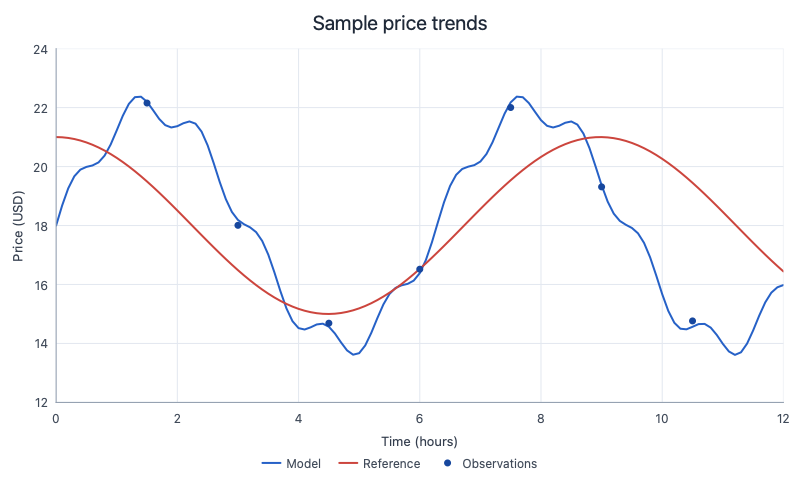 Sample price trends
24
22
20
18
16
14
12
Price (USD)
0 2 4 6 8 10 12
Time (hours)
Model Reference Observations